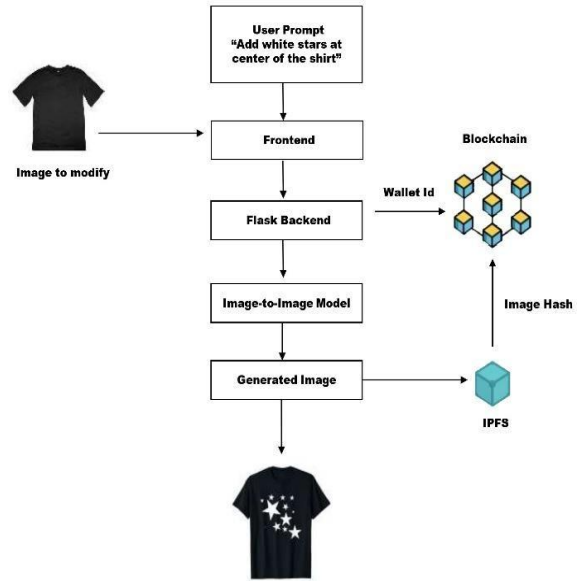 User Prompt
“Add white stars at
center of the shirt”
Image to modify
Frontend
Blockchain
Wallet Id
Flask Backend
Image-to-Image Model
Image Hash
Generated Image
IPFS